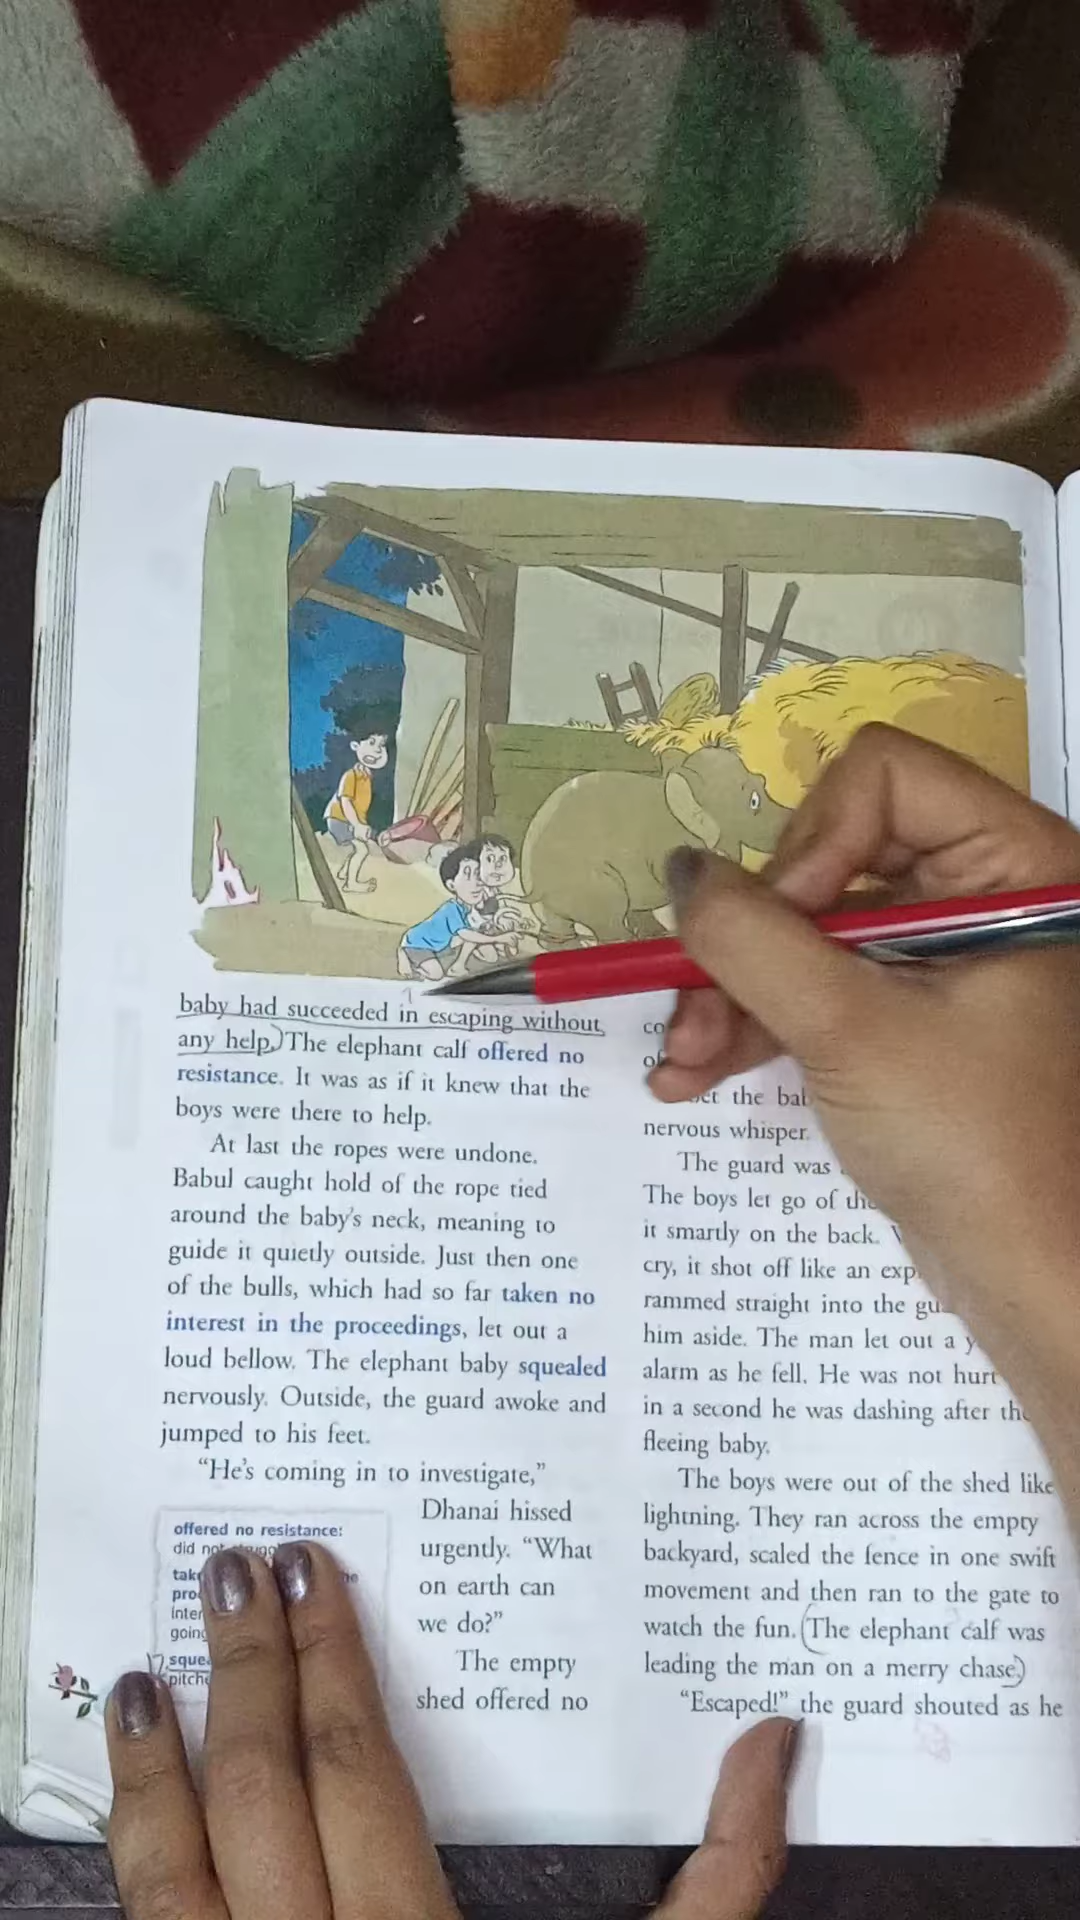 baby had succeeded in escaping without
any help. The elephant calf offered no
resistance. It was as if it knew that the
boys were there to help.
At last the ropes were undone.
Babul caught hold of the rope tied
around the baby's neck, meaning to
guide it quietly outside. Just then one
of the bulls, which had so far taken no
interest in the proceedings, let out a
loud bellow. The elephant baby squealed
nervously. Outside, the guard awoke and
jumped to his feet.
"He's coming in to investigate,"
Dhanai hissed
urgently. "What
on earth can
we do?"
The empty
shed offered no
offered no resistance:
did not
the bab
nervous whisper.
The guard was
The boys let go of the
it smartly on the back.
cry, it shot off like an
rammed straight into the
him aside. The man let out a
alarm as he fell. He was not hurt
in a second he was dashing after the
fleeing baby.
The boys were out of the shed like
lightning. They ran across the empty
backyard, scaled the fence in one swift
movement and then ran to the gate to
watch the fun. (The elephant calf was
leading the man on a merry chase.)
"Escaped!" the guard shouted as he